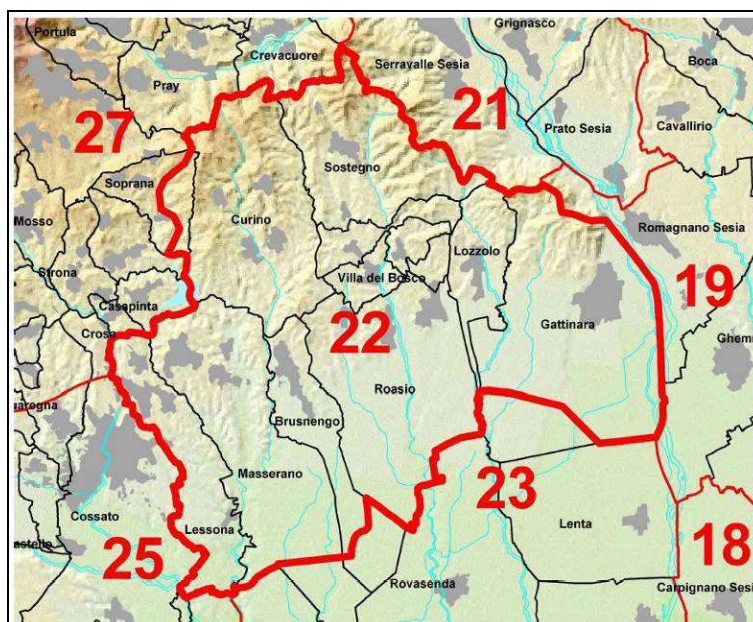 Portula
Grignasco
Crevacuore
Serravalle Sesia
Boca
Pray
27
21
Prato Sesia
Cavallirio
Sostegno
Soprana
Curino
Mosso
Romagnano Sesia
Lozzolo
Strona
Villa del Bosco
19
Casapinta
22
Gattinara
Crosa
Ghemm
Roasio
uaregna
Brusnengo
Masserano
23
Cossato
Lenta
Lessona
18
25
Rovasenda
Carpignano Sesi